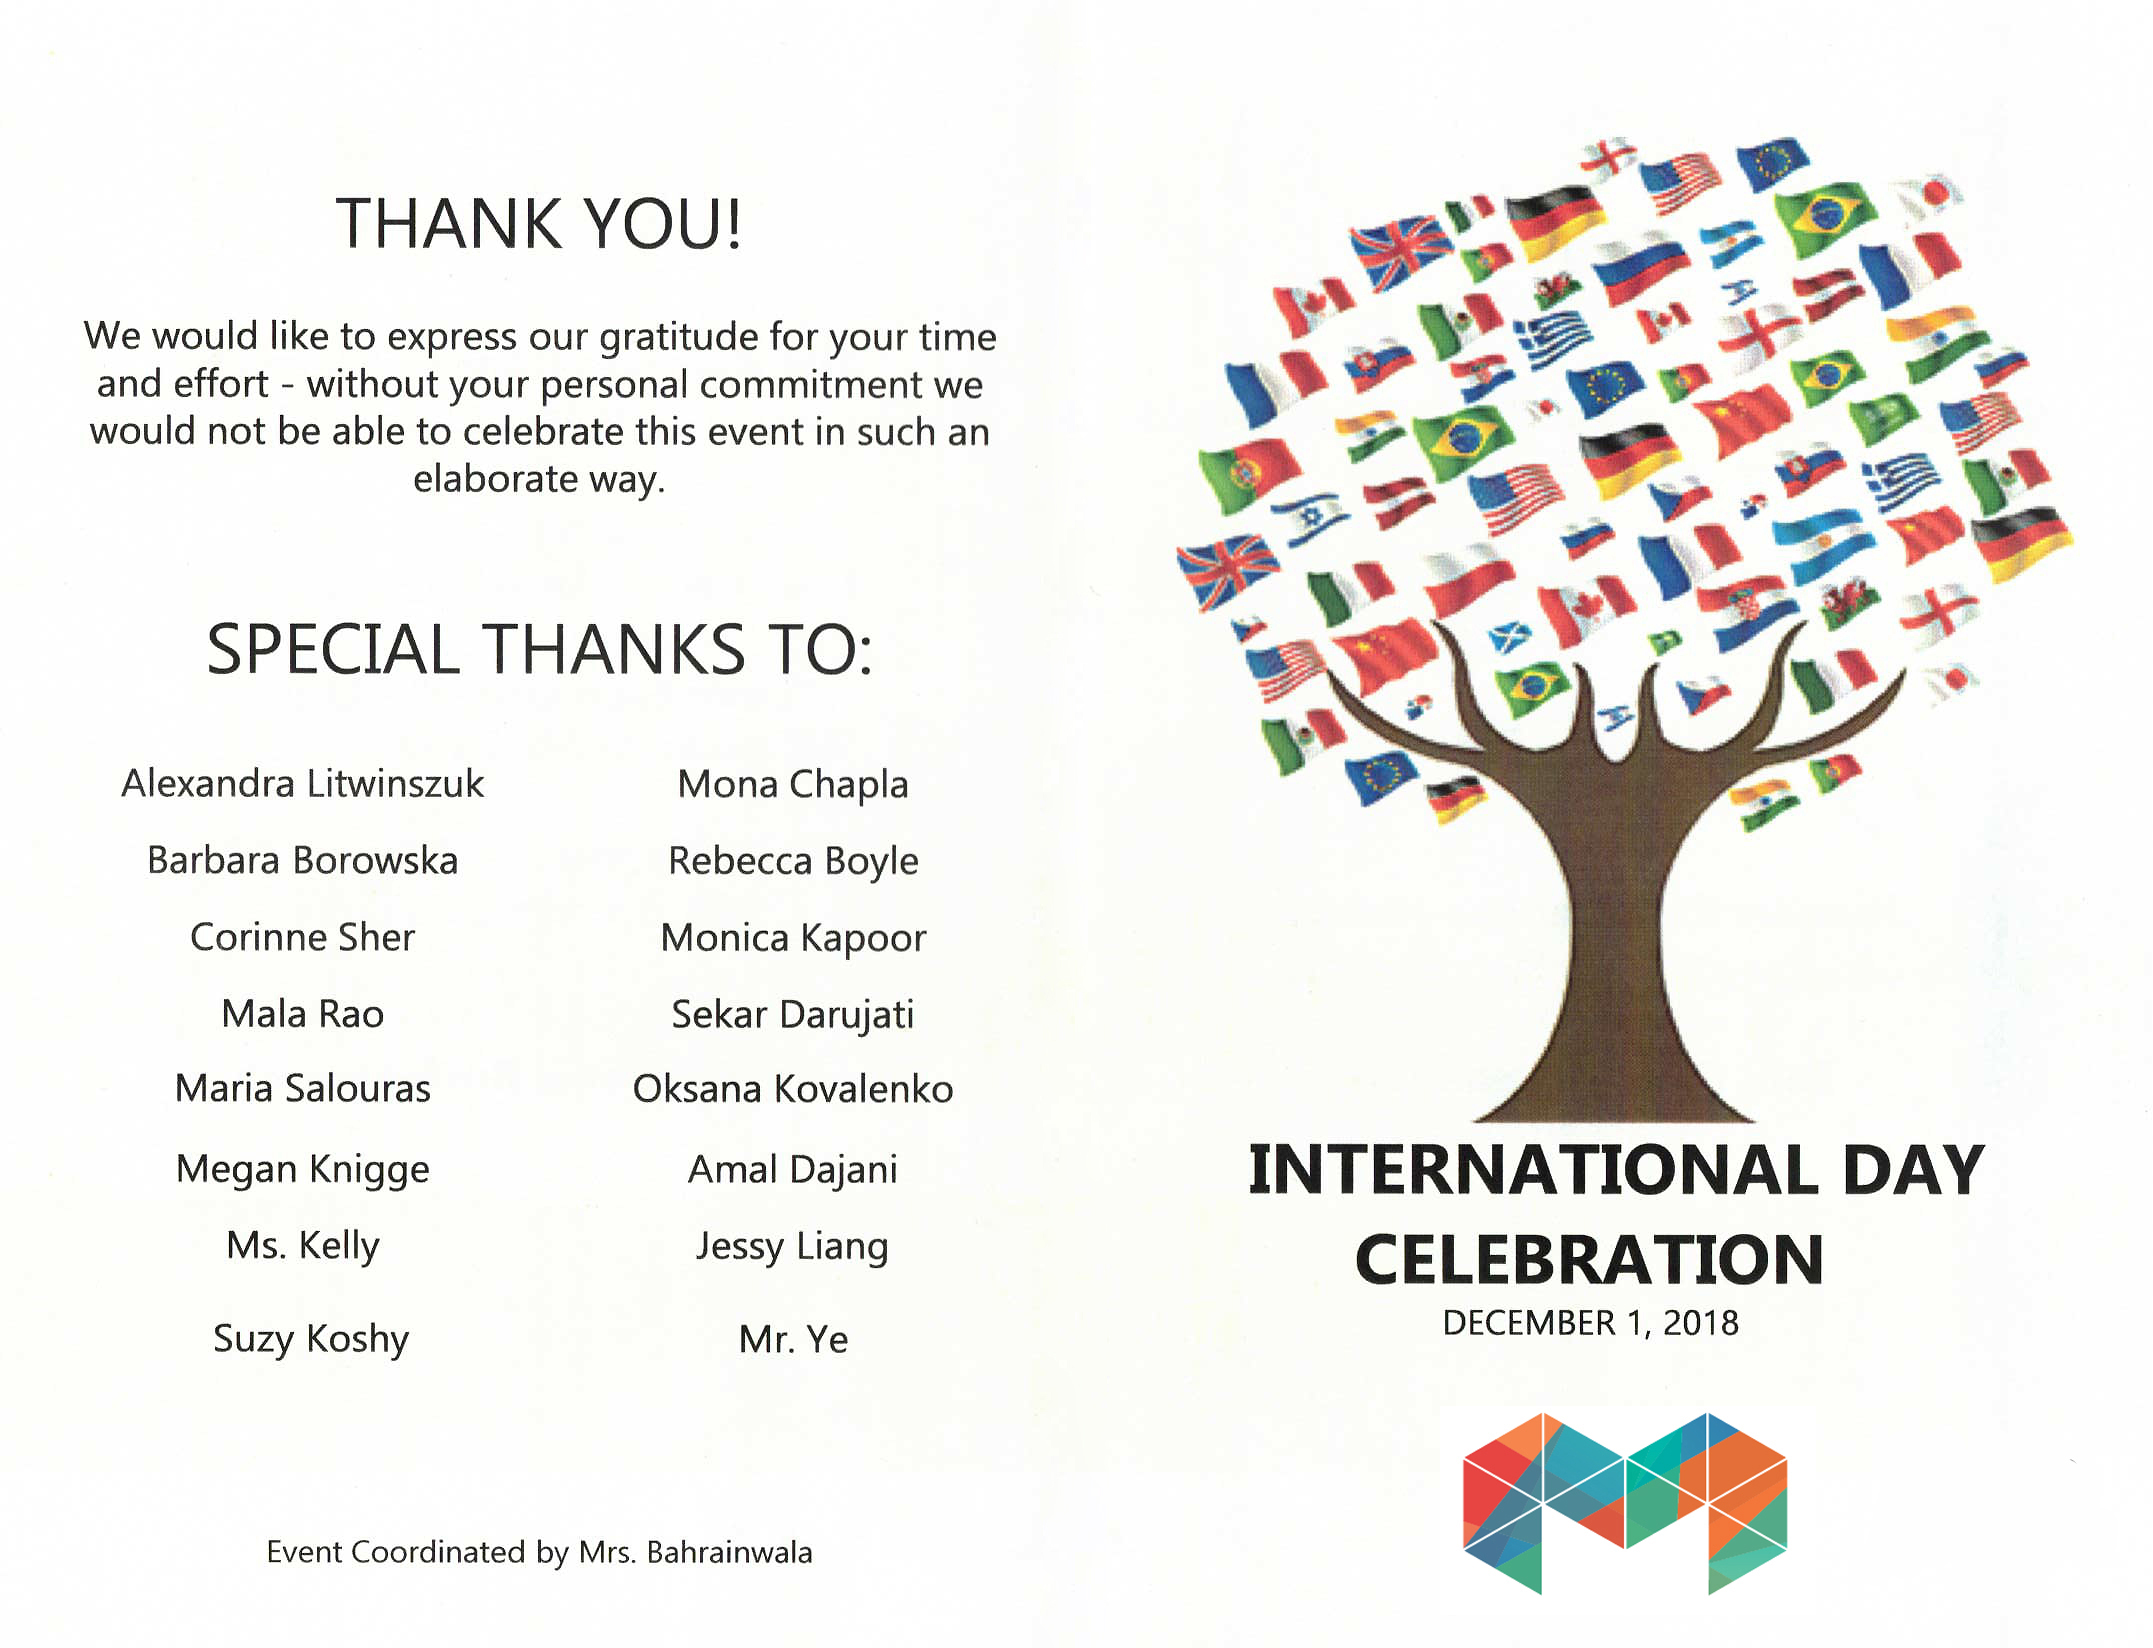 THANK YOU!
We would like to express our gratitude for your time
and effort - without your personal commitment we
would not be able to celebrate this event in such an
elaborate way.
SPECIAL THANKS TO:
Alexandra Litwinszuk
Mona Chapla
Barbara Borowska
Rebecca Boyle
Corinne Sher
Monica Kapoor
Mala Rao
Sekar Darujati
Maria Salouras
Oksana Kovalenko
Megan Knigge
Amal Dajani
Ms. Kelly
Jessy Liang
Suzy Koshy
Mr. Ye
Event Coordinated by Mrs. Bahrainwala
INTERNATIONAL DAY
CELEBRATION
DECEMBER 1, 2018